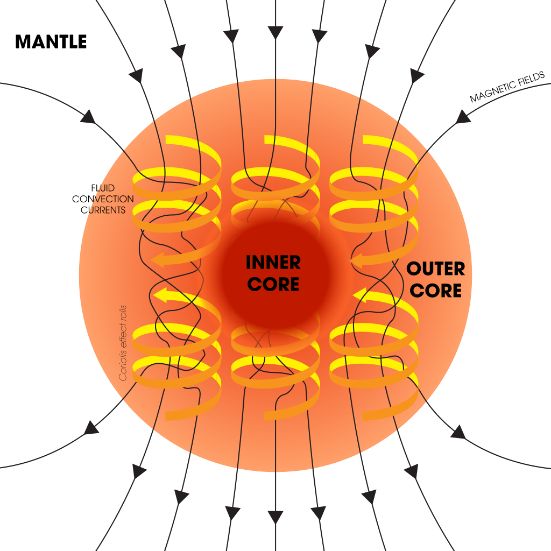 MANTLE
MAGNETIC FIELDS
FLUID
CONVECTION
CURRENTS
INNER
CORE
OUTER
CORE
Coriolis effect rolls